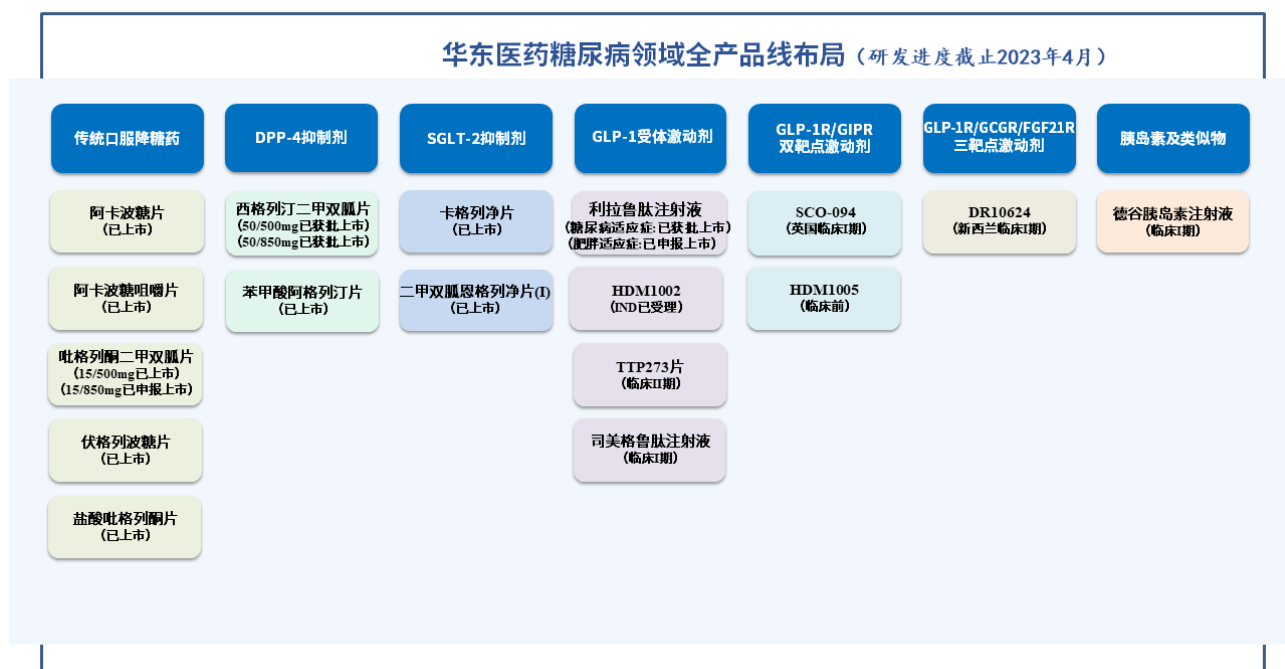 华东医药糖尿病领域全产品线布局（研发进度截止2023年4月）
传统口服降糖药
阿卡波糖片
（已上市）
阿卡波糖咀嚼片
（已上市）
吡格列酮二甲双胍片
（15/500mg已上市）
（15/850mg已申报上市）
伏格列波糖片
（已上市）
盐酸吡格列酮片
（已上市）
DPP-4抑制剂
西格列汀二甲双胍片
（50/500mg已获批上市）
（50/850mg已获批上市）
苯甲酸阿格列汀片
（已上市）
SGLT-2抑制剂
卡格列净片
（已上市）
二甲双胍恩格列净片(I)
（已上市）
GLP-1受体激动剂
利拉鲁肽注射液
（糖尿病适应症:已获批上市）
（肥胖适应症:已申报上市）
HDM1002
（IND已受理）
TTP273片
（临床II期）
司美格鲁肽注射液
（临床I期）
GLP-1R/GIPR
双靶点激动剂
SCO-094
（英国临床I期）
HDM1005
（临床前）
GLP-1R/GCGR/FGF21R
三靶点激动剂
DR10624
（新西兰临床I期）
胰岛素及类似物
德谷胰岛素注射液
（临床I期）